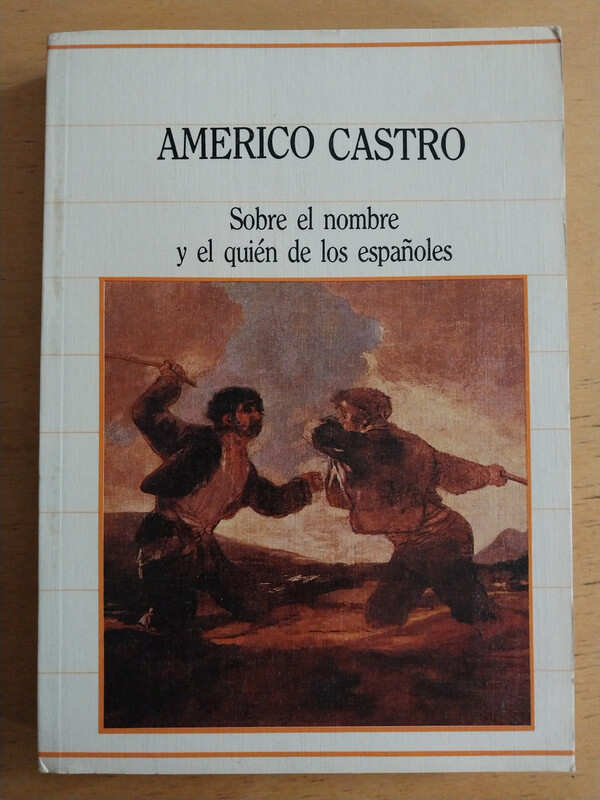 AMERICO CASTRO
Sobre el nombre
y el quién de los españoles